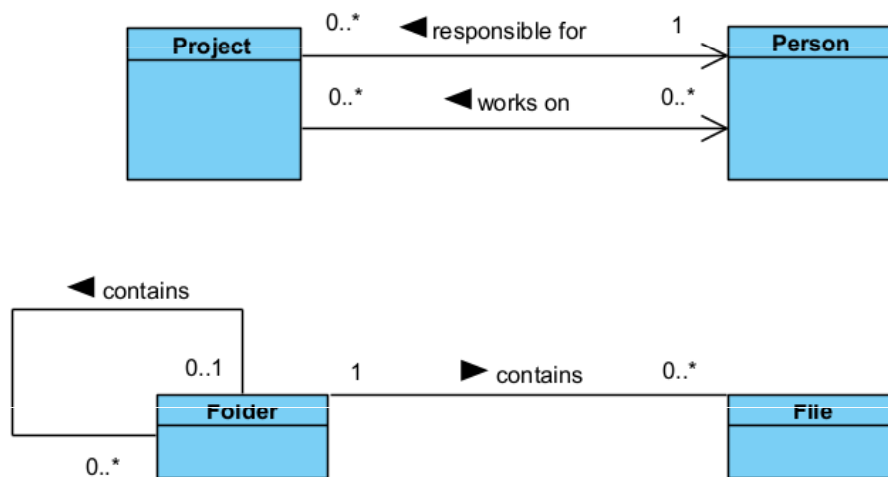 0..* ◄ responsible for 1
Project
Person
0..* ◄ works on 0..*
◄ contains
0..1
1 ► contains 0..*
Folder
File
0..*